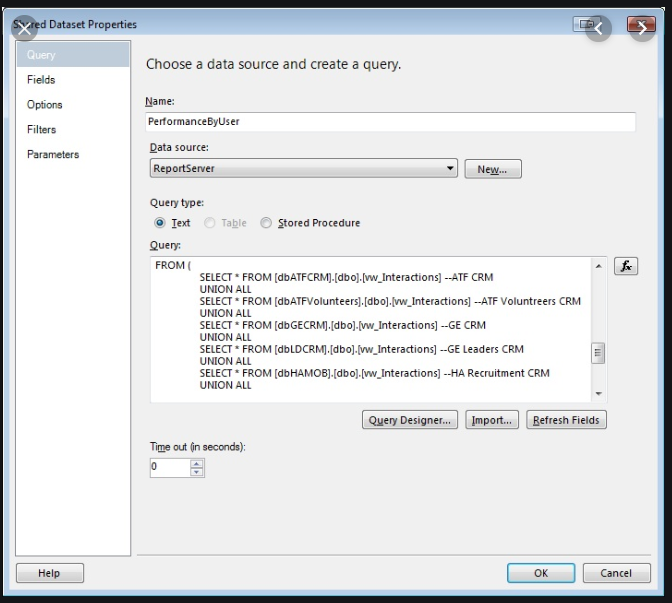 Shared Dataset Properties
Query
Fields
Options
Filters
Parameters
Choose a data source and create a query.
Name:
PerformanceByUser
Data source:
ReportServer
New...
Query type:
Text
Table
Stored Procedure
Query:
FROM (
SELECT * FROM [dbATFCRM].[dbo].[vw_Interactions] --ATF CRM
UNION ALL
SELECT * FROM [dbATFVolunteers].[dbo].[vw_Interactions] --ATF Voluntreers CRM
UNION ALL
SELECT * FROM [dbGECRM].[dbo].[vw_Interactions] --GE CRM
UNION ALL
SELECT * FROM [dbLDCRM].[dbo].[vw_Interactions] --GE Leaders CRM
UNION ALL
SELECT * FROM [dbHAMOB].[dbo].[vw_Interactions] --HA Recruitment CRM
UNION ALL
fx
Query Designer...
Import...
Refresh Fields
Time out (in seconds):
0
Help
OK
Cancel